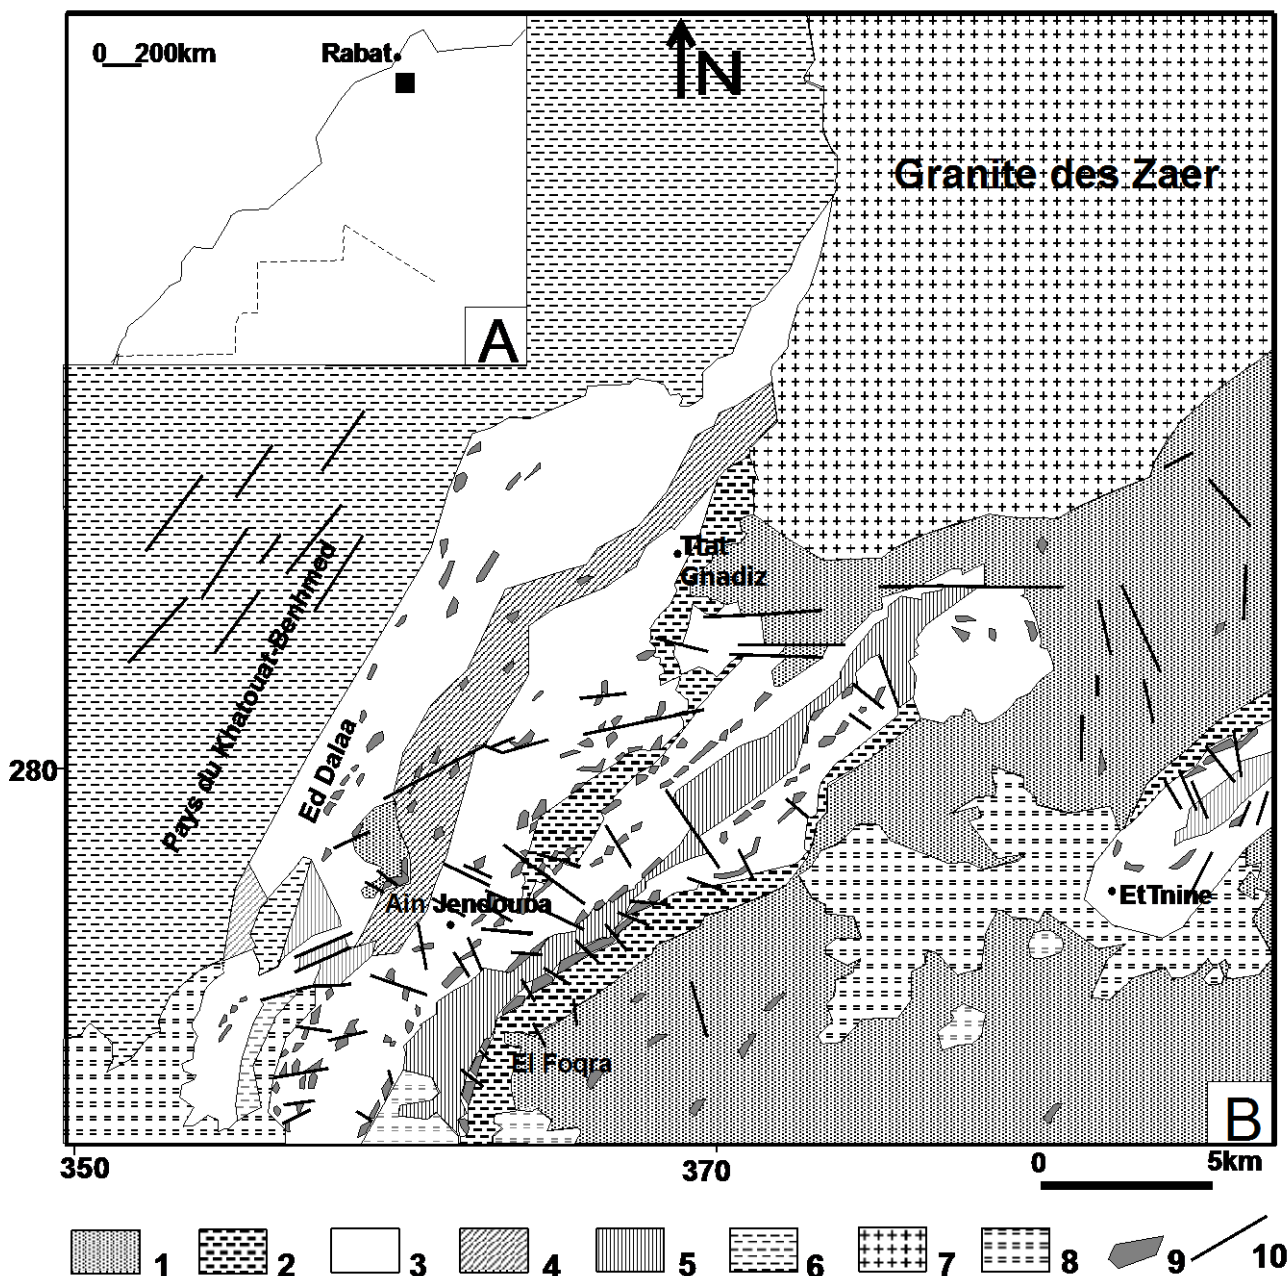 0 200km
Rabat
N
A
Granite des Zaer
Pays du Khatouat-Benhmed
Ed Dalaa
Ttat
Gnadiz
Ain Jendouba
EtTnine
El Foqra
B
280
350
370
0 5km
1 2 3 4 5 6 7 8 9 10